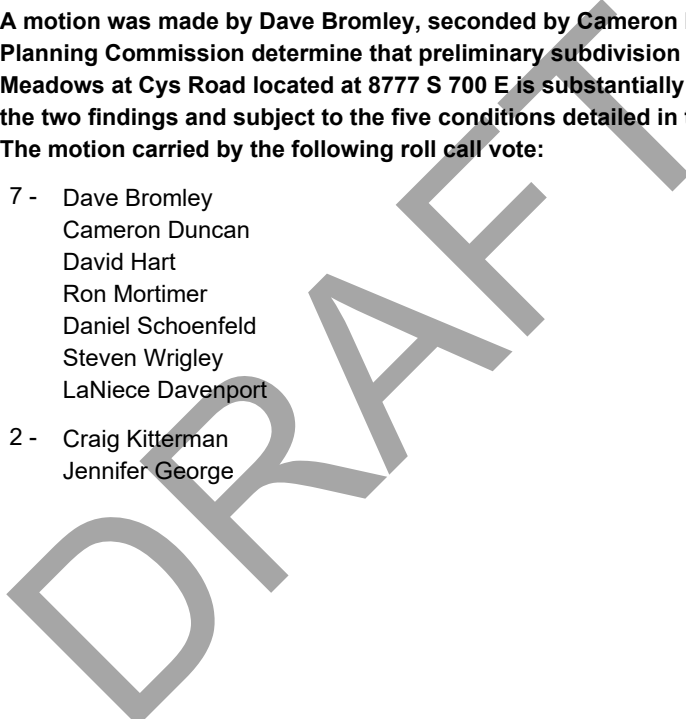 A motion was made by Dave Bromley, seconded by Cameron
Planning Commission determine that preliminary subdivision
Meadows at Cys Road located at 8777 S 700 E is substantially
the two findings and subject to the five conditions detailed in
The motion carried by the following roll call vote:
7 - Dave Bromley
Cameron Duncan
David Hart
Ron Mortimer
Daniel Schoenfeld
Steven Wrigley
LaNiece Davenport
2 - Craig Kitterman
Jennifer George
DRAFT